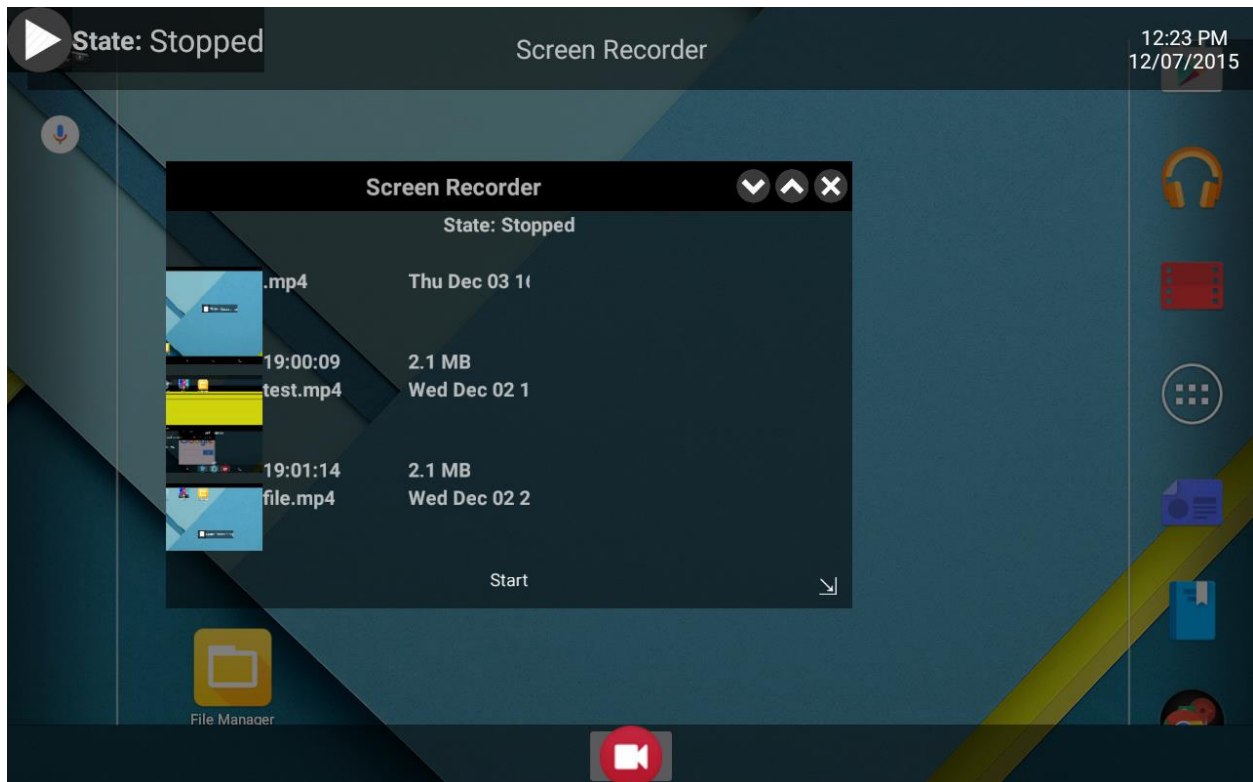 State: Stopped
Screen Recorder
12:23 PM
12/07/2015
Screen Recorder
State: Stopped
.mp4 Thu Dec 03 1
19:00:09 2.1 MB
test.mp4 Wed Dec 02 1
19:01:14 2.1 MB
file.mp4 Wed Dec 02 2
Start
File Manager